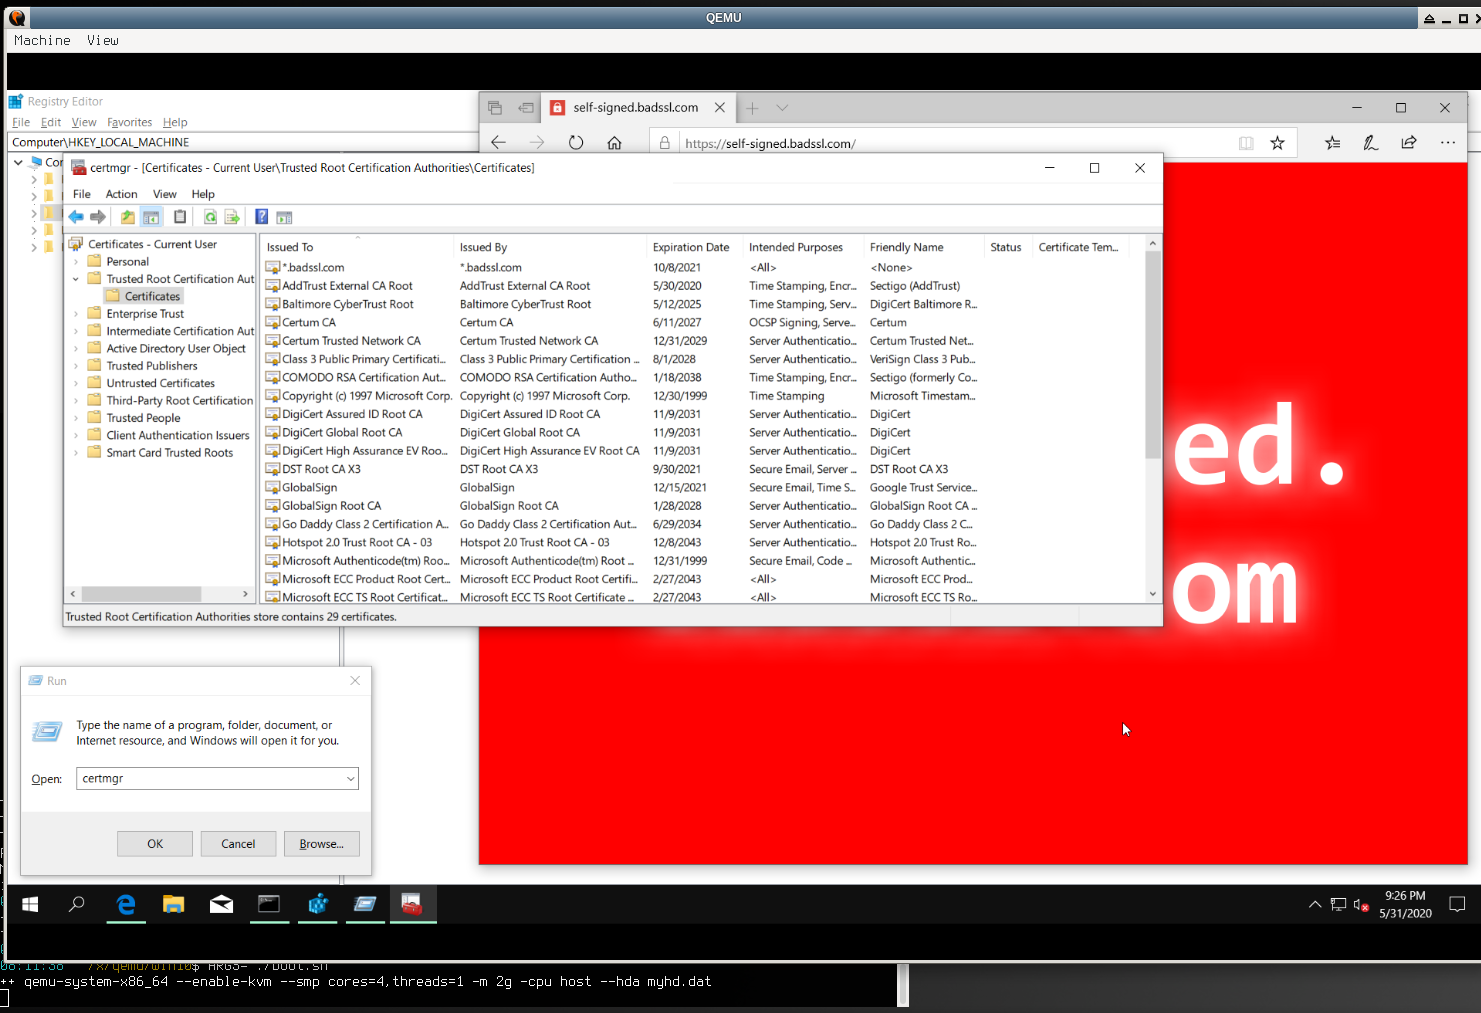 QEMU
Machine View
Registry Editor
File Edit View Favorites Help
Computer\HKEY_LOCAL_MACHINE
self-signed.badssl.com
https://self-signed.badssl.com/
certmgr - [Certificates - Current User\Trusted Root Certification Authorities\Certificates]
File Action View Help
Certificates - Current User
Personal
Trusted Root Certification Aut
Certificates
Enterprise Trust
Intermediate Certification Aut
Active Directory User Object
Trusted Publishers
Untrusted Certificates
Third-Party Root Certification
Trusted People
Client Authentication Issuers
Smart Card Trusted Roots
Issued To Issued By Expiration Date Intended Purposes Friendly Name Status Certificate Tem...
*.badssl.com *.badssl.com 10/8/2021 <All> <None>
AddTrust External CA Root AddTrust External CA Root 5/30/2020 Time Stamping, Encr... Sectigo (AddTrust)
Baltimore CyberTrust Root Baltimore CyberTrust Root 5/12/2025 Time Stamping, Serv... DigiCert Baltimore R...
Certum CA Certum CA 6/11/2027 OCSP Signing, Serve... Certum
Certum Trusted Network CA Certum Trusted Network CA 12/31/2029 Server Authenticatio... Certum Trusted Net...
Class 3 Public Primary Certificati... Class 3 Public Primary Certification ... 8/1/2028 Server Authenticatio... VeriSign Class 3 Pub...
COMODO RSA Certification Aut... COMODO RSA Certification Autho... 1/18/2038 Time Stamping, Encr... Sectigo (formerly Co...
Copyright (c) 1997 Microsoft Corp. Copyright (c) 1997 Microsoft Corp. 12/30/1999 Time Stamping Microsoft Timestam...
DigiCert Assured ID Root CA DigiCert Assured ID Root CA 11/9/2031 Server Authenticatio... DigiCert
DigiCert Global Root CA DigiCert Global Root CA 11/9/2031 Server Authenticatio... DigiCert
DigiCert High Assurance EV Roo... DigiCert High Assurance EV Root CA 11/9/2031 Server Authenticatio... DigiCert
DST Root CA X3 DST Root CA X3 9/30/2021 Secure Email, Server ... DST Root CA X3
GlobalSign GlobalSign 12/15/2021 Secure Email, Time S... Google Trust Service...
GlobalSign Root CA GlobalSign Root CA 1/28/2028 Server Authenticatio... GlobalSign Root CA ...
Go Daddy Class 2 Certification A... Go Daddy Class 2 Certification Aut... 6/29/2034 Server Authenticatio... Go Daddy Class 2 C...
Hotspot 2.0 Trust Root CA - 03 Hotspot 2.0 Trust Root CA - 03 12/8/2043 Server Authenticatio... Hotspot 2.0 Trust Ro...
Microsoft Authenticode(tm) Roo... Microsoft Authenticode(tm) Root ... 12/31/1999 Secure Email, Code ... Microsoft Authentic...
Microsoft ECC Product Root Cert... Microsoft ECC Product Root Certifi... 2/27/2043 <All> Microsoft ECC Prod...
Microsoft ECC TS Root Certificat... Microsoft ECC TS Root Certificate ... 2/27/2043 <All> Microsoft ECC TS Ro...
Trusted Root Certification Authorities store contains 29 certificates.
ed.
om
Run
Type the name of a program, folder, document, or
Internet resource, and Windows will open it for you.
Open: certmgr
OK Cancel Browse...
9:26 PM
5/31/2020
++ qemu-system-x86_64 --enable-kvm --smp cores=4,threads=1 -m 2g -cpu host --hda myhd.dat